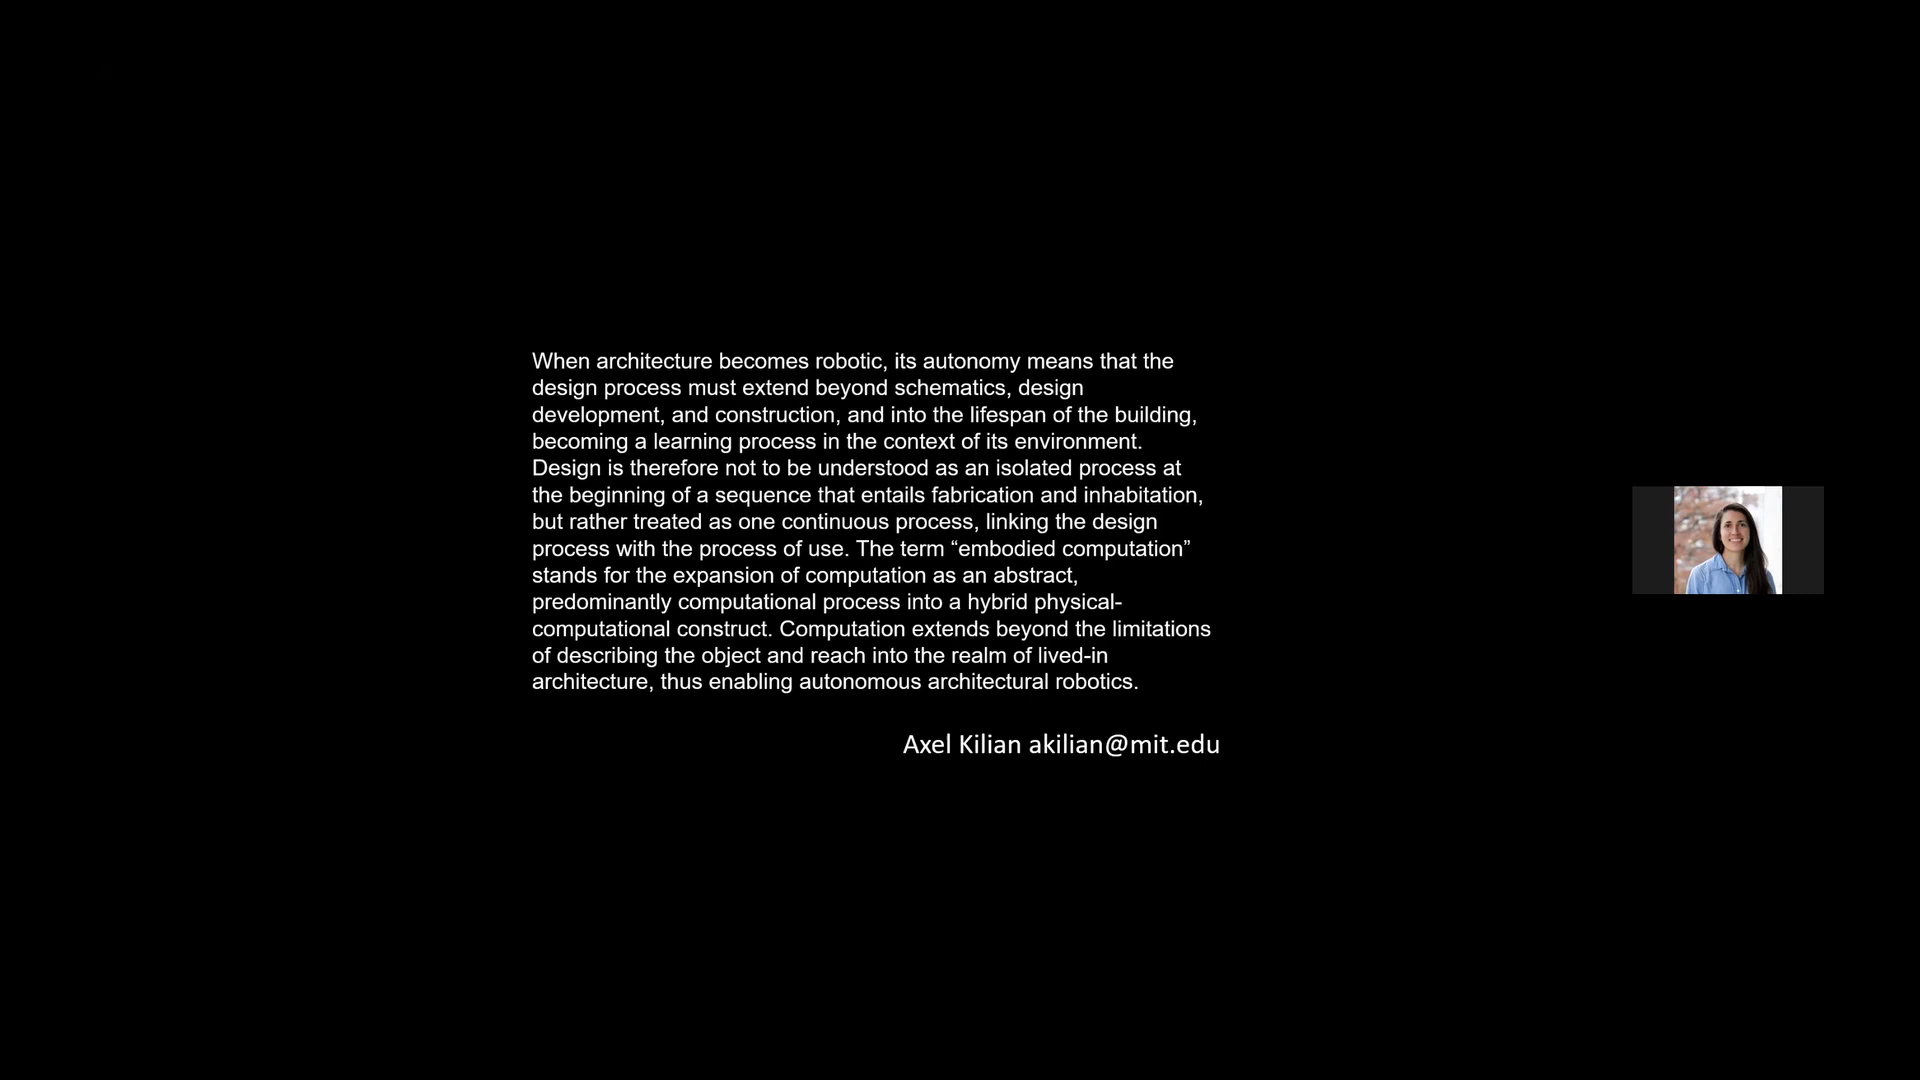 When architecture becomes robotic, its autonomy means that the
design process must extend beyond schematics, design
development, and construction, and into the lifespan of the building,
becoming a learning process in the context of its environment.
Design is therefore not to be understood as an isolated process at
the beginning of a sequence that entails fabrication and inhabitation,
but rather treated as one continuous process, linking the design
process with the process of use. The term “embodied computation”
stands for the expansion of computation as an abstract,
predominantly computational process into a hybrid physical-
computational construct. Computation extends beyond the limitations
of describing the object and reach into the realm of lived-in
architecture, thus enabling autonomous architectural robotics.
Axel Kilian akilian@mit.edu